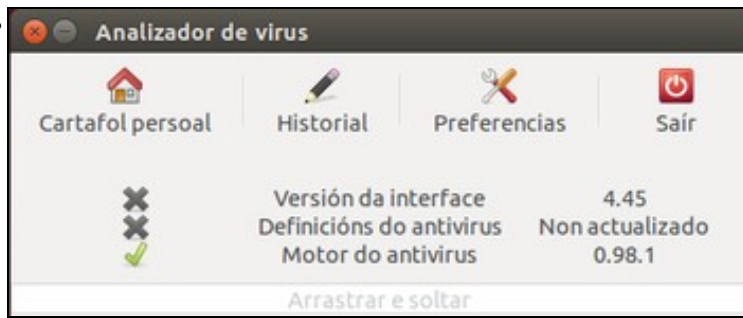 Analizador de virus
Cartafol persoal Historial Preferencias Saír
Versión da interface 4.45
Definicións do antivirus Non actualizado
Motor do antivirus 0.98.1
Arrastrar e soltar